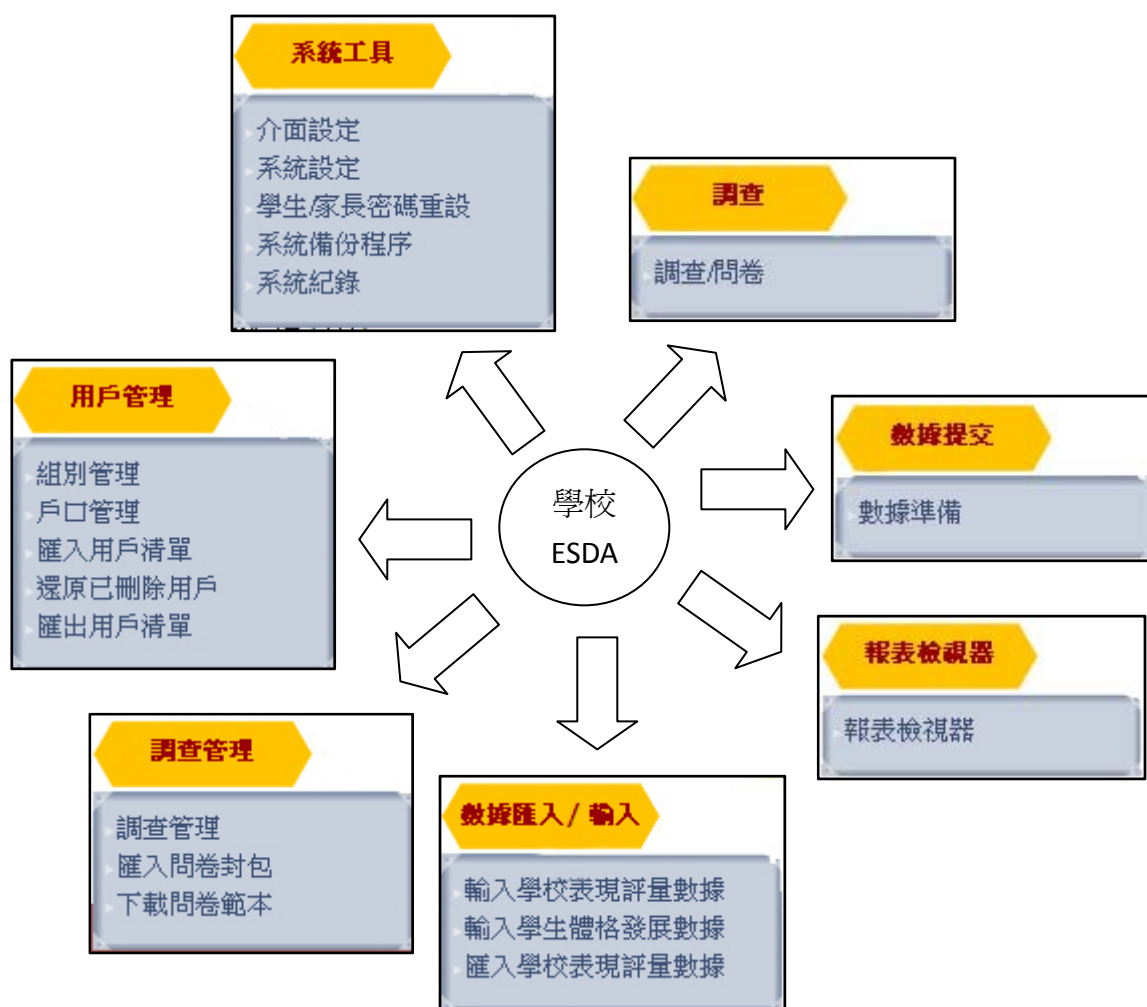 系統工具
介面設定
系統設定
學生/家長密碼重設
系統備份程序
系統紀錄
調查
調查/問卷
用戶管理
組別管理
戶口管理
匯入用戶清單
還原已刪除用戶
匯出用戶清單
學校
ESDA
數據提交
數據準備
報表檢視器
報表檢視器
調查管理
調查管理
匯入問卷封包
下載問卷範本
數據匯入 / 輸入
輸入學校表現評量數據
輸入學生體格發展數據
匯入學校表現評量數據